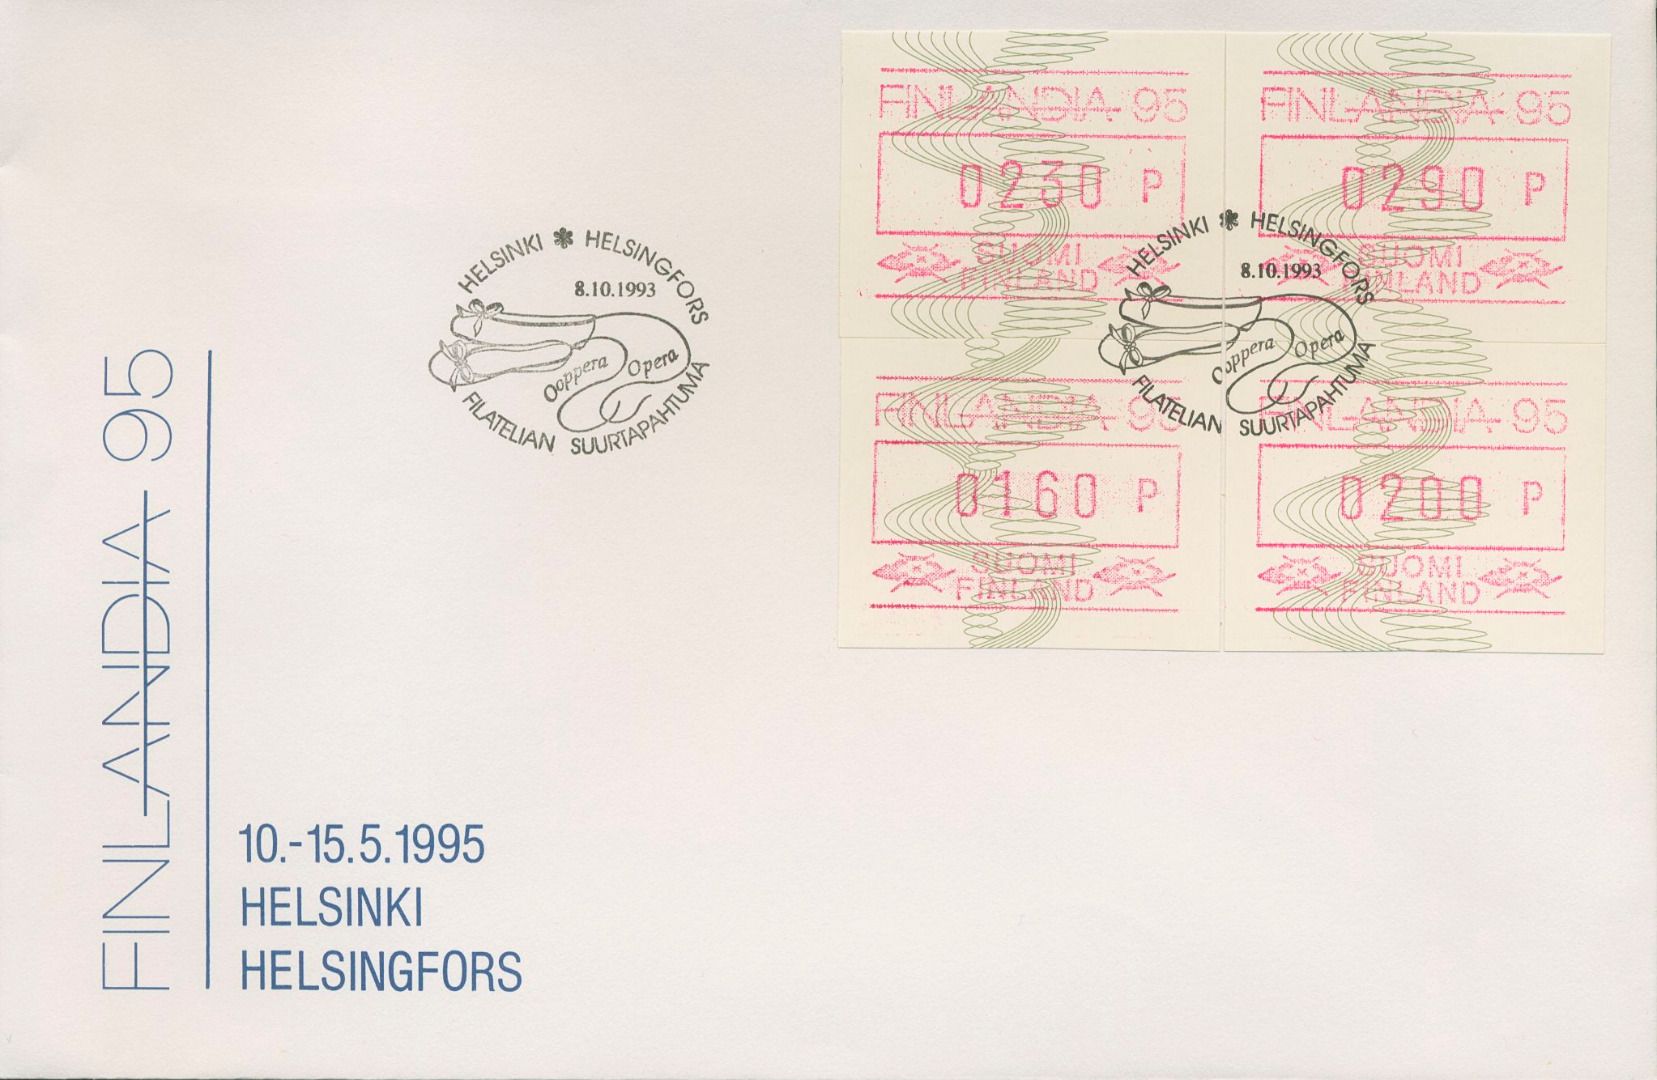 FINLANDIA 95
10.-15.5.1995
HELSINKI
HELSINGFORS
HELSINKI HELSINGFORS
8.10.1993
Ooppera Opera
FILATELIAN SUURTAPAHTUMA
FINLANDIA 95
0230 P
SUOMI
FINLAND
FINLANDIA 95
0290 P
SUOMI
FINLAND
HELSINKI HELSINGFORS
8.10.1993
Ooppera Opera
FILATELIAN SUURTAPAHTUMA
FINLANDIA 95
0160 P
SUOMI
FINLAND
FINLANDIA 95
0200 P
SUOMI
FINLAND